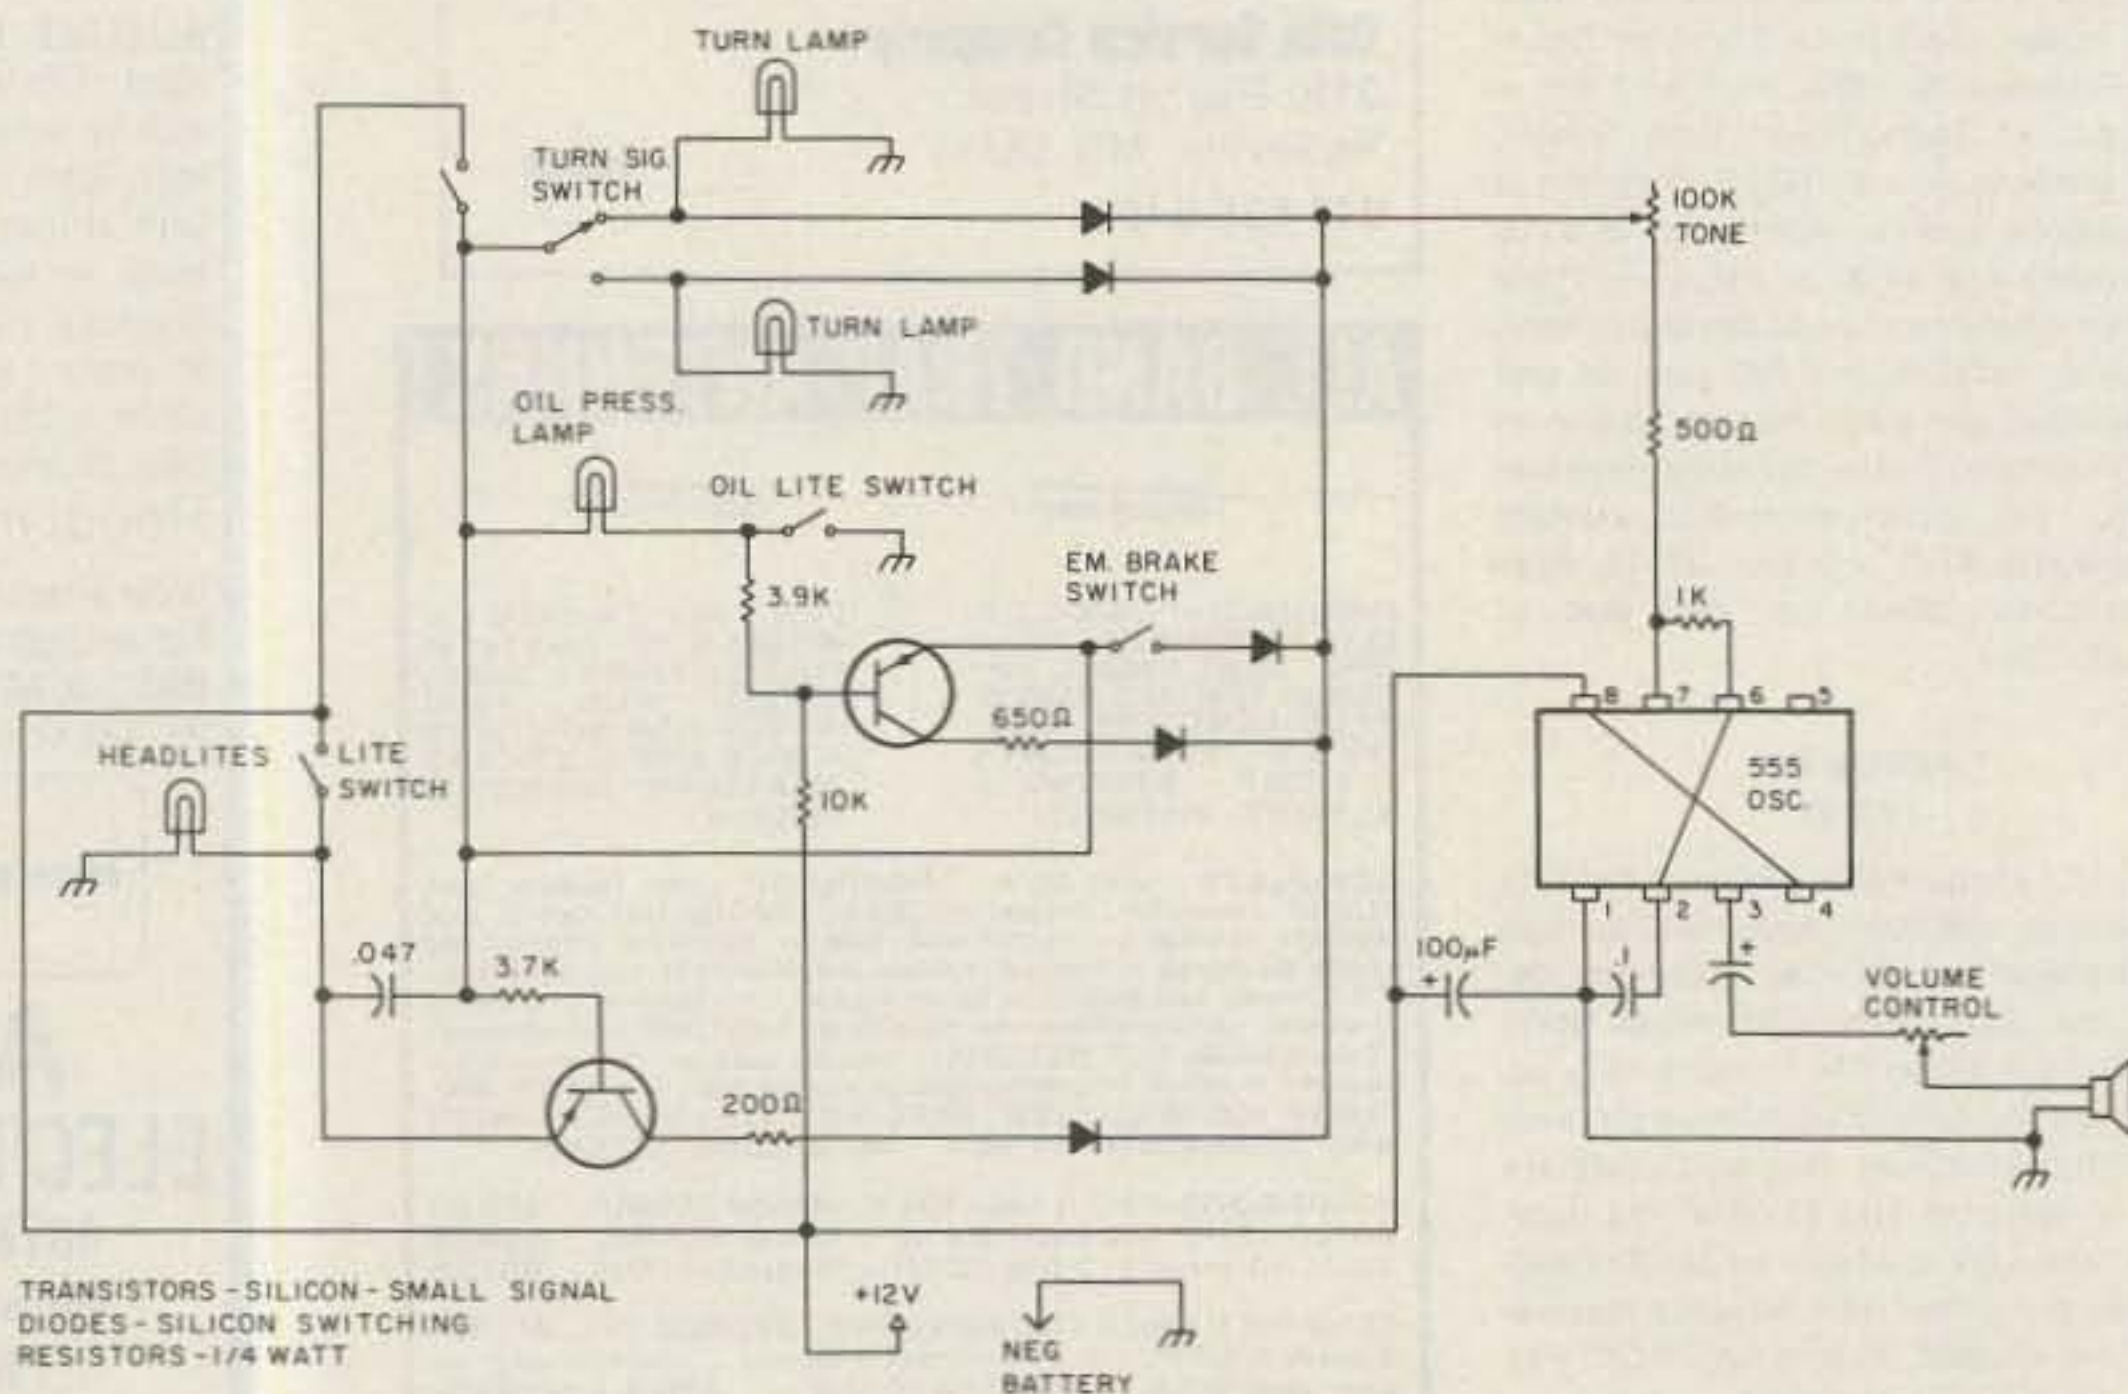 TURN LAMP
TURN SIG.
SWITCH
100K
TONE
TURN LAMP
OIL PRESS.
LAMP
500Ω
OIL LITE SWITCH
EM. BRAKE
SWITCH
3.9K
1K
650Ω
8
7
6
5
HEADLITES
LITE
SWITCH
10K
555
OSC.
1
2
3
4
.047
3.7K
100µF
+
.1
+
VOLUME
CONTROL
200Ω
+12V
NEG
BATTERY
TRANSISTORS - SILICON - SMALL SIGNAL
DIODES - SILICON SWITCHING
RESISTORS - 1/4 WATT